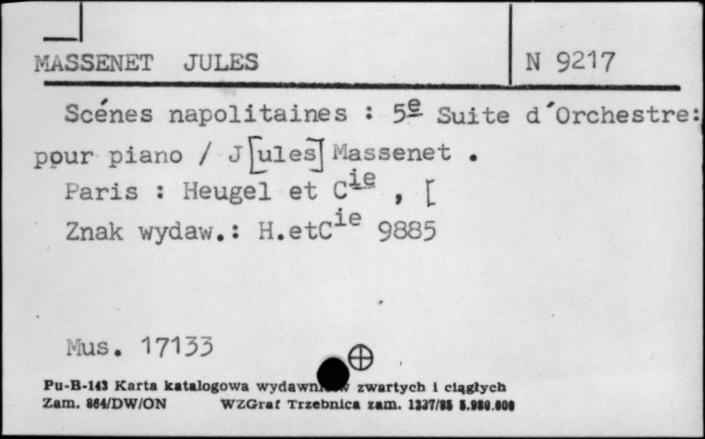 MASSENET JULES N 9217
Scénes napolitaines : 5e Suite d´Orchestre:
pour piano / J[ules] Massenet .
Paris : Heugel et Cie , [
Znak wydaw.: H.etCie 9885
Mus. 17133
Pu-B-143 Karta katalogowa zwartych i ciągłych
Zam. 864/DW/ON WZGraf Trzebnica zam.